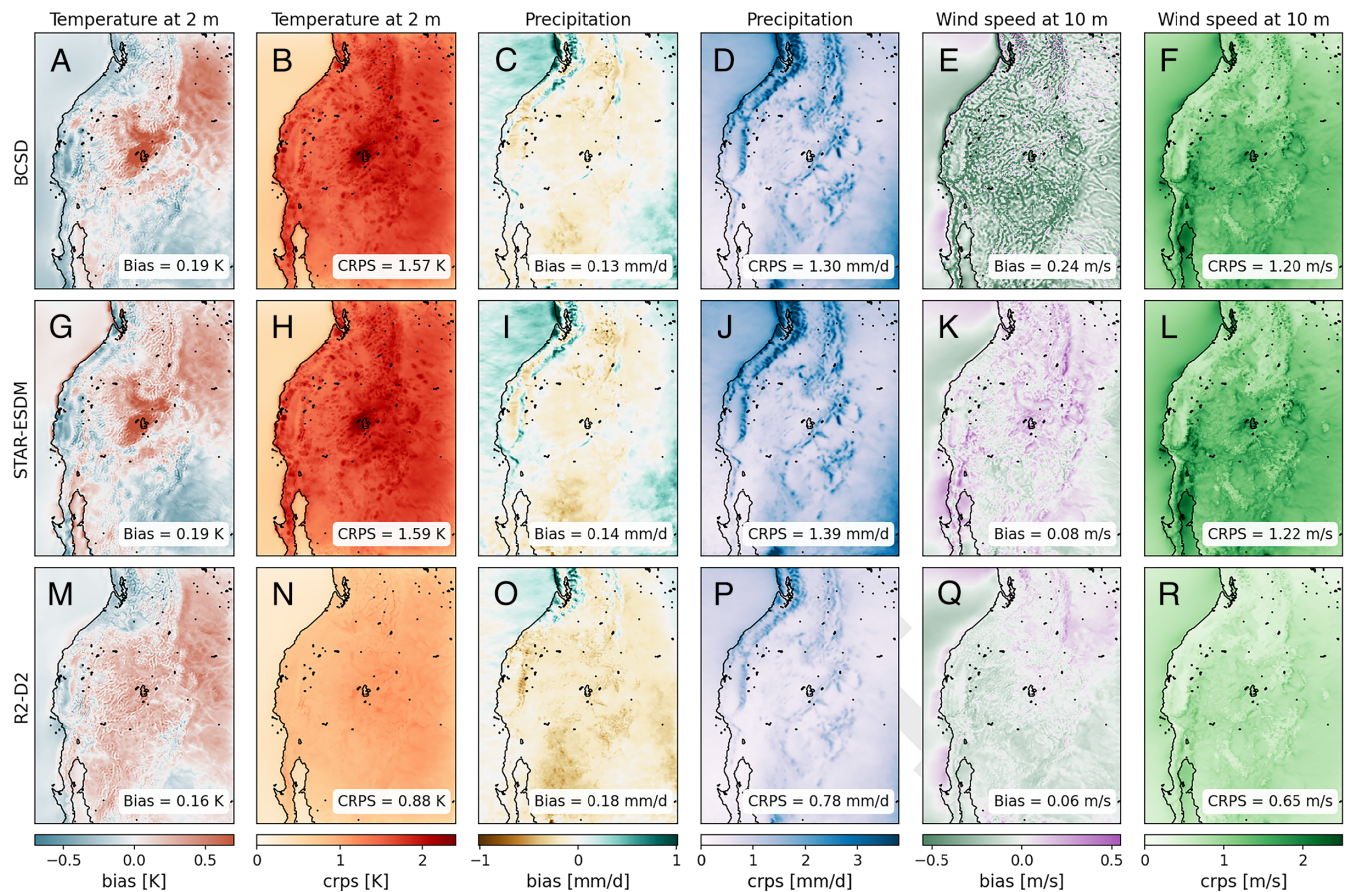 Temperature at 2 m Temperature at 2 m Precipitation Precipitation Wind speed at 10 m Wind speed at 10 m
BCSD
A B C D E F
Bias = 0.19 K CRPS = 1.57 K Bias = 0.13 mm/d CRPS = 1.30 mm/d Bias = 0.24 m/s CRPS = 1.20 m/s
STAR-ESDM
G H I J K L
Bias = 0.19 K CRPS = 1.59 K Bias = 0.14 mm/d CRPS = 1.39 mm/d Bias = 0.08 m/s CRPS = 1.22 m/s
R2-D2
M N O P Q R
Bias = 0.16 K CRPS = 0.88 K Bias = 0.18 mm/d CRPS = 0.78 mm/d Bias = 0.06 m/s CRPS = 0.65 m/s
−0.5 0.0 0.5 0 1 2 −1 0 1 0 1 2 3 −0.5 0.0 0.5 0 1 2
bias [K] crps [K] bias [mm/d] crps [mm/d] bias [m/s] crps [m/s]